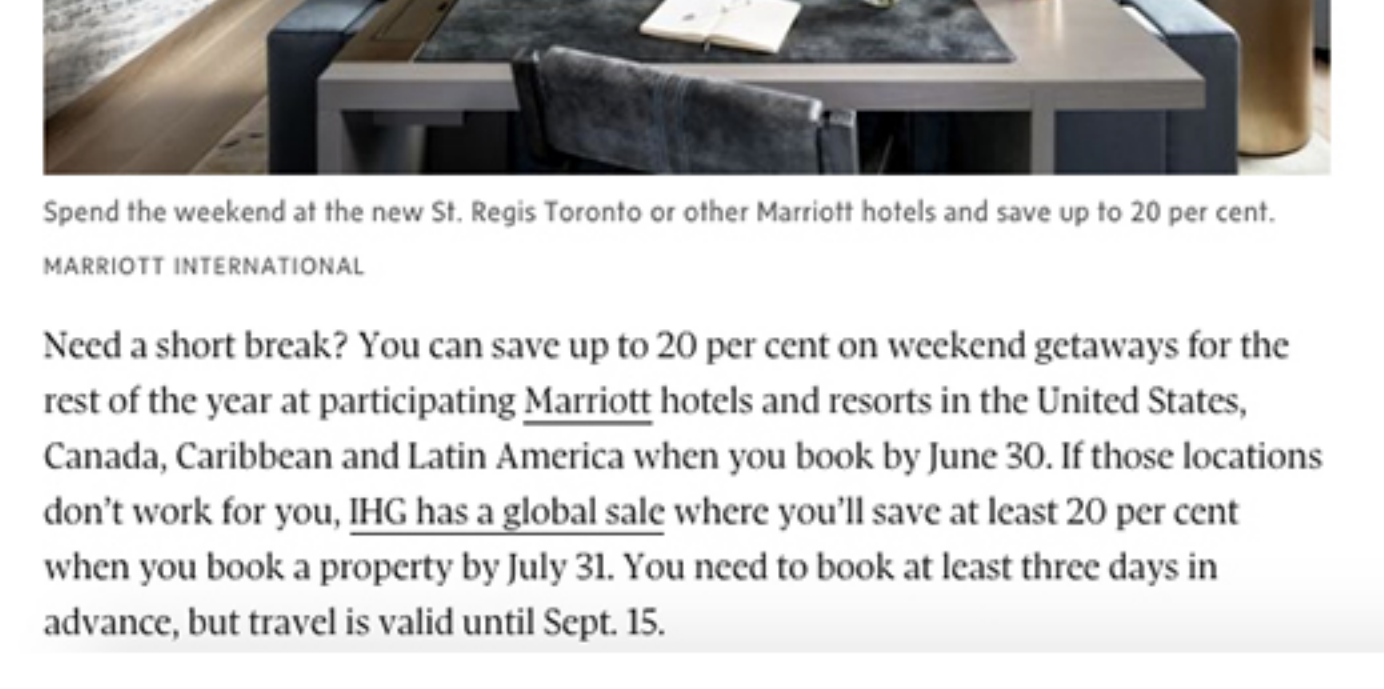 Spend the weekend at the new St. Regis Toronto or other Marriott hotels and save up to 20 per cent.
MARRIOTT INTERNATIONAL
Need a short break? You can save up to 20 per cent on weekend getaways for the
rest of the year at participating Marriott hotels and resorts in the United States,
Canada, Caribbean and Latin America when you book by June 30. If those locations
don’t work for you, IHG has a global sale where you’ll save at least 20 per cent
when you book a property by July 31. You need to book at least three days in
advance, but travel is valid until Sept. 15.